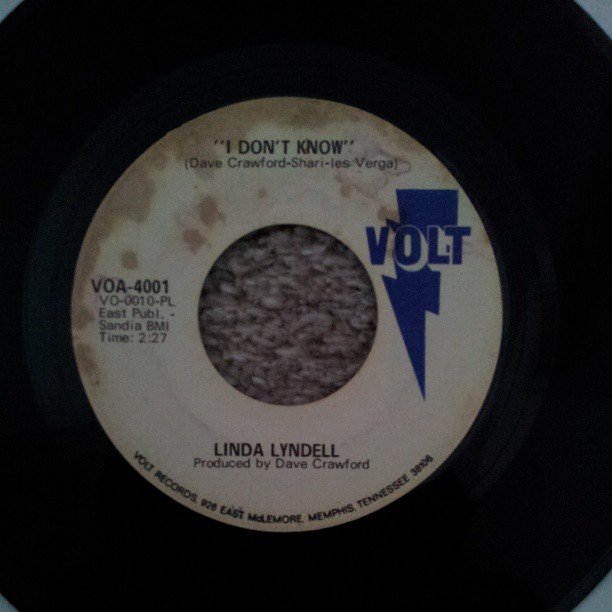 "I DON'T KNOW"
(Dave Crawford-Shari-les Verga)
VOLT
VOA-4001
VO-0010-PL
East Publ. -
Sandia BMI
Time: 2:27
LINDA LYNDELL
Produced by Dave Crawford
VOLT RECORDS, 926 EAST McLEMORE, MEMPHIS, TENNESSEE 38106